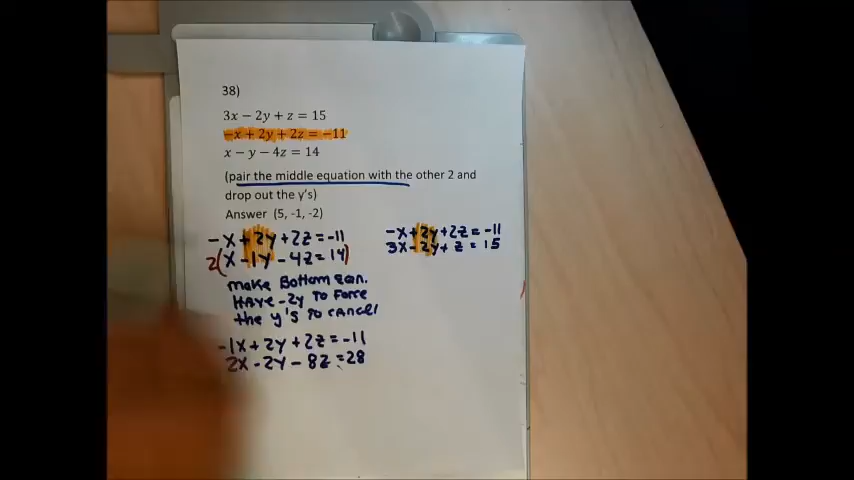 38)
3x − 2y + z = 15
−x + 2y + 2z = −11
x − y − 4z = 14
(pair the middle equation with the other 2 and
drop out the y's)
Answer (5, -1, -2)
-X+2Y+2Z=-11
2(X-1Y-4Z=14)
make Bottom eqn.
HAVE -2y TO FORCE
the y's TO CANCEl
-1X+2Y+2Z=-11
2X-2Y-8Z=28
-X+2Y+2Z=-11
3X-2Y+Z=15